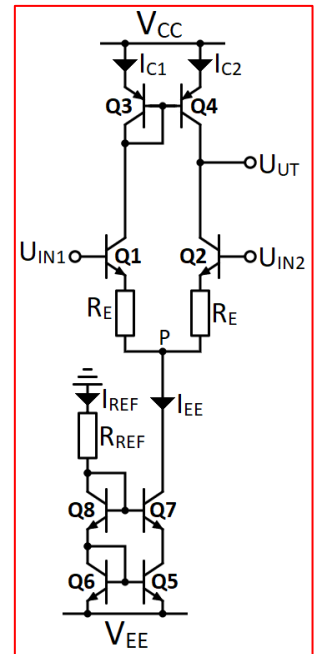 VCC
IC1 IC2
Q3 Q4
UUT
UIN1 Q1 Q2 UIN2
RE RE
P
IREF IEE
RREF
Q8 Q7
Q6 Q5
VEE